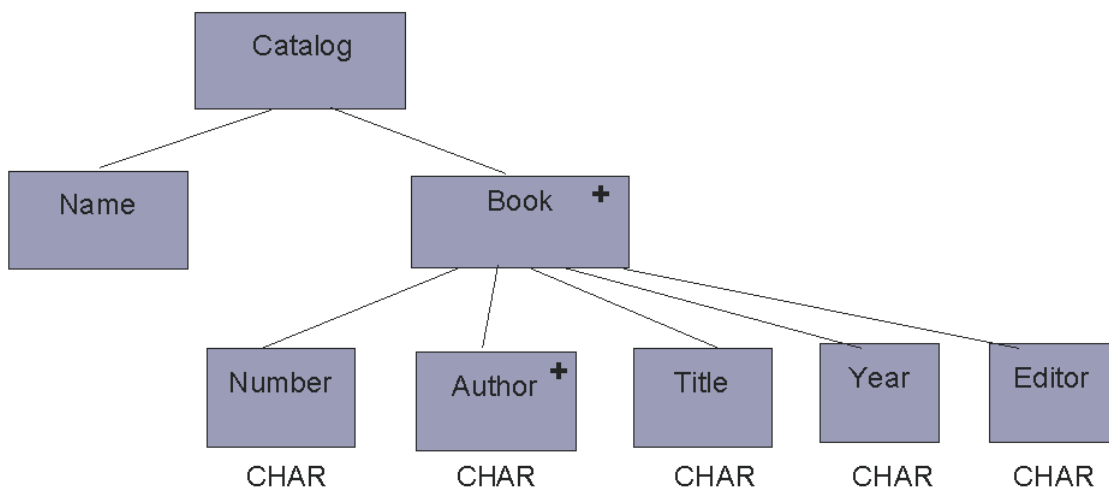 Catalog
Name
Book +
Number
Author +
Title
Year
Editor
CHAR
CHAR
CHAR
CHAR
CHAR